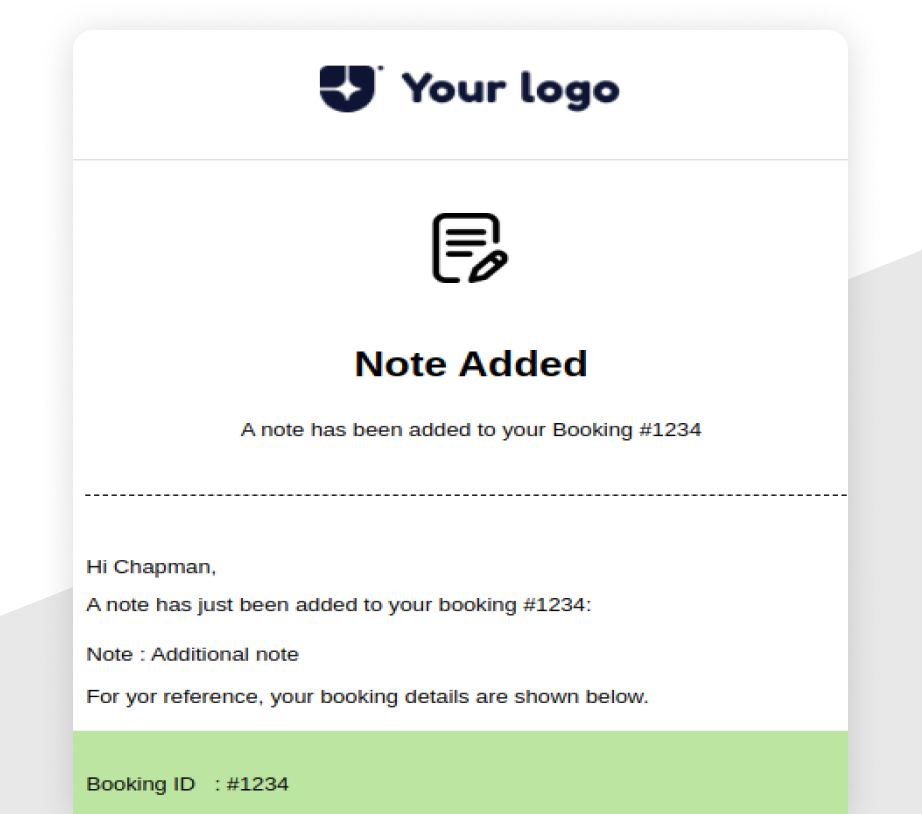 Your logo
Note Added
A note has been added to your Booking #1234
Hi Chapman,
A note has just been added to your booking #1234:
Note : Additional note
For yor reference, your booking details are shown below.
Booking ID : #1234